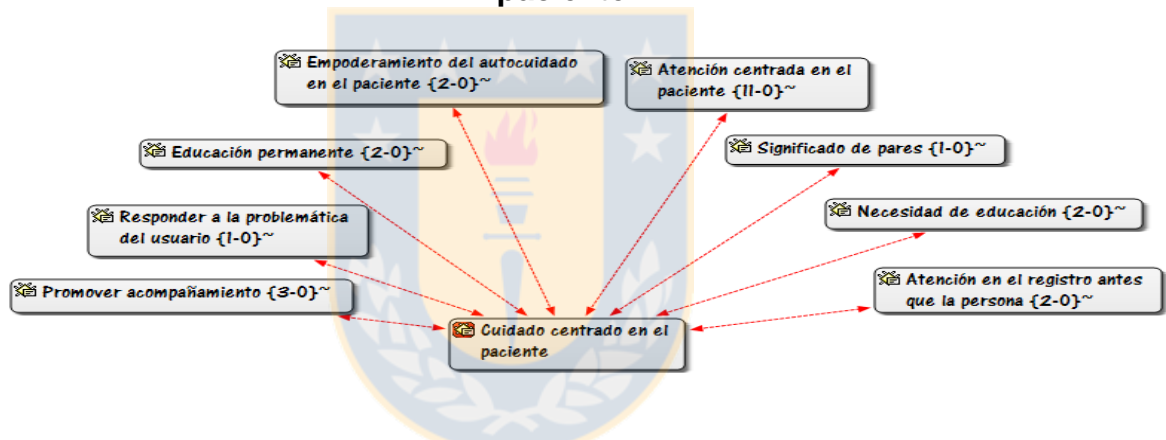 paciente
Empoderamiento del autocuidado
en el paciente {2-0}~
Atención centrada en el
paciente {11-0}~
Educación permanente {2-0}~
Significado de pares {1-0}~
Responder a la problemática
del usuario {1-0}~
Necesidad de educación {2-0}~
Promover acompañamiento {3-0}~
Atención en el registro antes
que la persona {2-0}~
Cuidado centrado en el
paciente